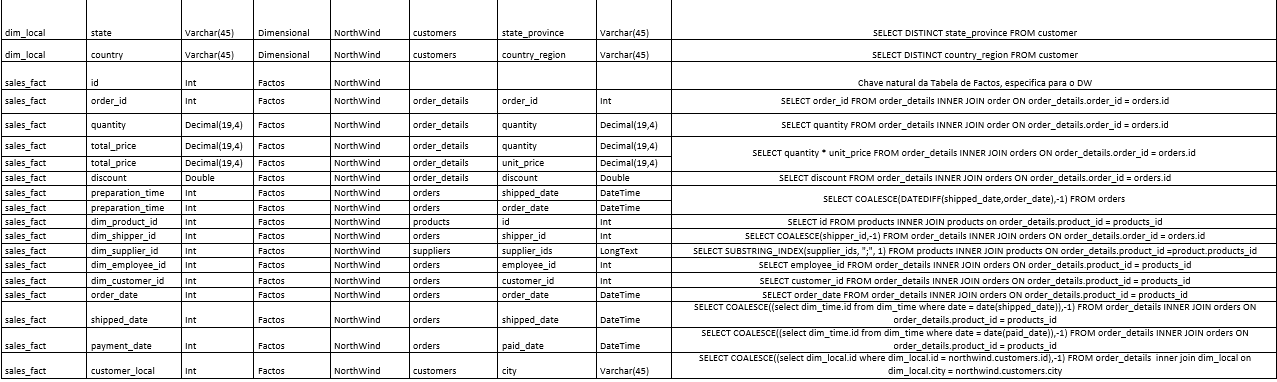 dim_local state Varchar(45) Dimensional NorthWind customers state_province Varchar(45) SELECT DISTINCT state_province FROM customer
dim_local country Varchar(45) Dimensional NorthWind customers country_region Varchar(45) SELECT DISTINCT country_region FROM customer
sales_fact id Int Factos NorthWind Chave natural da Tabela de Factos, especifica para o DW
sales_fact order_id Int Factos NorthWind order_details order_id Int SELECT order_id FROM order_details INNER JOIN order ON order_details.order_id = orders.id
sales_fact quantity Decimal(19,4) Factos NorthWind order_details quantity Decimal(19,4) SELECT quantity FROM order_details INNER JOIN order ON order_details.order_id = orders.id
sales_fact total_price Decimal(19,4) Factos NorthWind order_details quantity Decimal(19,4)
SELECT quantity * unit_price FROM order_details INNER JOIN orders ON order_details.order_id = orders.id
sales_fact total_price Decimal(19,4) Factos NorthWind order_details unit_price Decimal(19,4)
sales_fact discount Double Factos NorthWind order_details discount Double SELECT discount FROM order_details INNER JOIN orders ON order_details.order_id = orders.id
sales_fact preparation_time Int Factos NorthWind orders shipped_date DateTime
SELECT COALESCE(DATEDIFF(shipped_date,order_date),-1) FROM orders
sales_fact preparation_time Int Factos NorthWind orders order_date DateTime
sales_fact dim_product_id Int Factos NorthWind products id Int SELECT id FROM products INNER JOIN products on order_details.product_id = products_id
sales_fact dim_shipper_id Int Factos NorthWind orders shipper_id Int SELECT COALESCE(shipper_id,-1) FROM order_details INNER JOIN orders ON order_details.order_id = orders.id
sales_fact dim_supplier_id Int Factos NorthWind suppliers supplier_ids LongText SELECT SUBSTRING_INDEX(supplier_ids, ";", 1) FROM products INNER JOIN products ON order_details.product_id =product.products_id
sales_fact dim_employee_id Int Factos NorthWind orders employee_id Int SELECT employee_id FROM order_details INNER JOIN orders ON order_details.product_id = products_id
sales_fact dim_customer_id Int Factos NorthWind orders customer_id Int SELECT customer_id FROM order_details INNER JOIN orders ON order_details.product_id = products_id
sales_fact order_date Int Factos NorthWind orders order_date DateTime SELECT order_date FROM order_details INNER JOIN orders ON order_details.product_id = products_id
SELECT COALESCE((select dim_time.id from dim_time where date = date(shipped_date)),-1) FROM order_details INNER JOIN orders ON
sales_fact shipped_date Int Factos NorthWind orders shipped_date DateTime order_details.product_id = products_id
SELECT COALESCE((select dim_time.id from dim_time where date = date(paid_date)),-1) FROM order_details INNER JOIN orders ON
sales_fact payment_date Int Factos NorthWind orders paid_date DateTime order_details.product_id = products_id
SELECT COALESCE((select dim_local.id where dim_local.id = northwind.customers.id),-1) FROM order_details inner join dim_local on
sales_fact customer_local Int Factos NorthWind customers city Varchar(45) dim_local.city = northwind.customers.city